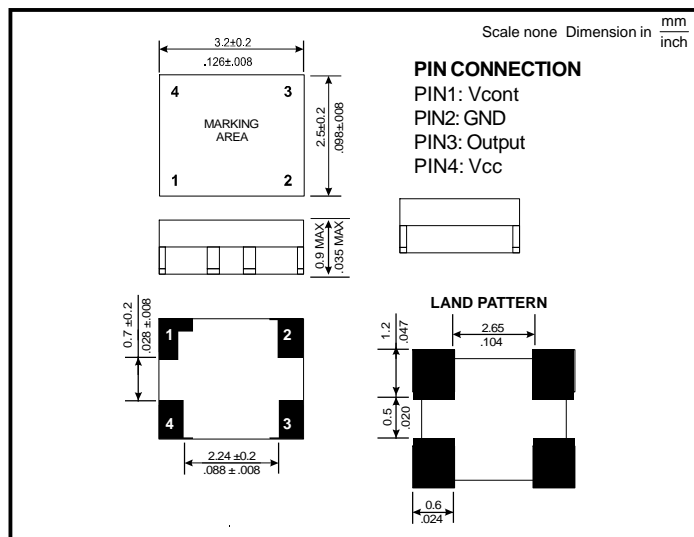 Scale none Dimension in mm
inch
3.2±0.2
.126±.008
4 3
MARKING
AREA
1 2
2.5±0.2
.098±.008
PIN CONNECTION
PIN1: Vcont
PIN2: GND
PIN3: Output
PIN4: Vcc
0.9 MAX
.035 MAX
0.7 ±0.2
.028 ±.008
1 2
4 3
2.24 ±0.2
.088 ± .008
LAND PATTERN
2.65
.104
1.2
.047
0.5
.020
0.6
.024